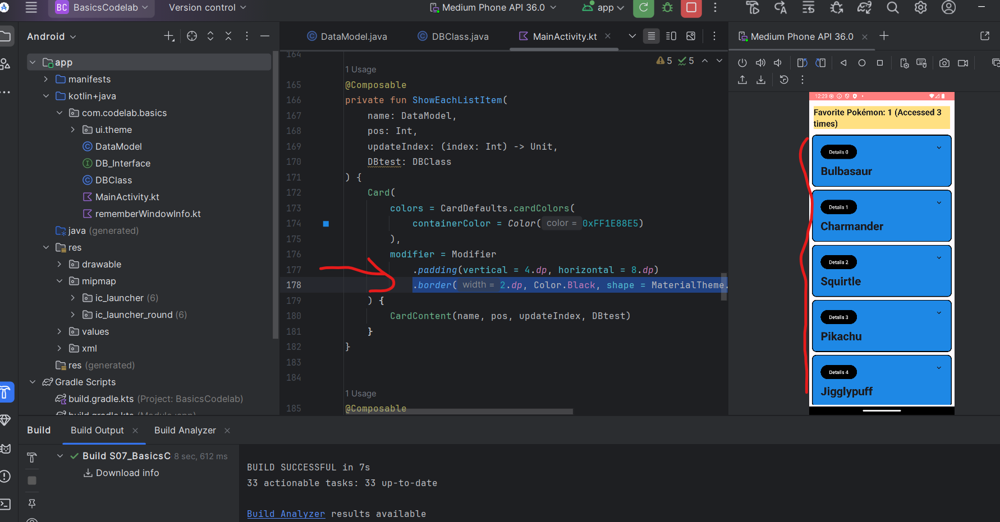 BC BasicsCodelab Version control Medium Phone API 36.0 app
Android
app
manifests
kotlin+java
com.codelab.basics
ui.theme
DataModel
DB_Interface
DBClass
MainActivity.kt
rememberWindowInfo.kt
java (generated)
res
drawable
mipmap
ic_launcher (6)
ic_launcher_round (6)
values
xml
res (generated)
Gradle Scripts
build.gradle.kts (Project: BasicsCodelab)
build.gradle.kts (Module :app)
DataModel.java DBClass.java MainActivity.kt
5 5
164
1 Usage
165 @Composable
166 private fun ShowEachListItem(
167 name: DataModel,
168 pos: Int,
169 updateIndex: (index: Int) -> Unit,
170 DBtest: DBClass
171 ) {
172 Card(
173 colors = CardDefaults.cardColors(
174 containerColor = Color( color = 0xFF1E88E5)
175 ),
176 modifier = Modifier
177 .padding(vertical = 4.dp, horizontal = 8.dp)
178 .border( width = 2.dp, Color.Black, shape = MaterialTheme.
179 ) {
180 CardContent(name, pos, updateIndex, DBtest)
181 }
182 }
183
184
1 Usage
185 @Composable
Medium Phone API 36.0
12:23
Favorite Pokémon: 1 (Accessed 3
times)
Details 0
Bulbasaur
Details 1
Charmander
Details 2
Squirtle
Details 3
Pikachu
Details 4
Jigglypuff
Build Build Output Build Analyzer
Build S07_BasicsC 8 sec, 612 ms
Download info
BUILD SUCCESSFUL in 7s
33 actionable tasks: 33 up-to-date
Build Analyzer results available